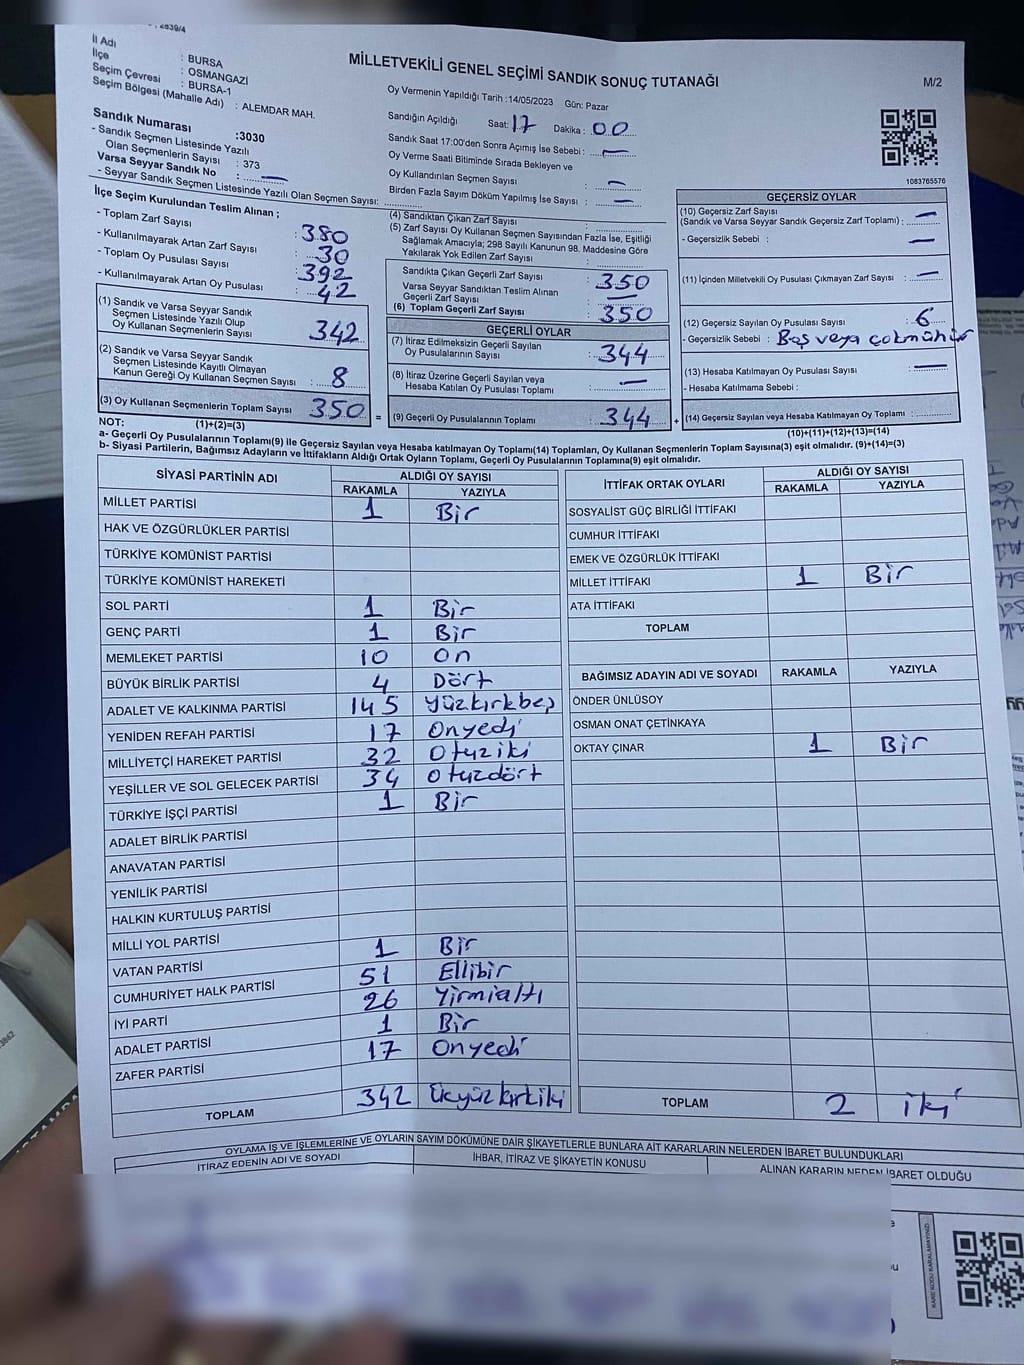 2839/4
İl Adı : BURSA
İlçe : OSMANGAZİ
Seçim Çevresi : BURSA-1
Seçim Bölgesi (Mahalle Adı) : ALEMDAR MAH.
MİLLETVEKİLİ GENEL SEÇİMİ SANDIK SONUÇ TUTANAĞI
M/2
Oy Vermenin Yapıldığı Tarih :14/05/2023 Gün: Pazar
Sandığın Açıldığı Saat: 17 Dakika : 00
Sandık Saat 17:00'den Sonra Açımış İse Sebebi : —
Oy Verme Saati Bitiminde Sırada Bekleyen ve
Oy Kullandırılan Seçmen Sayısı : —
Birden Fazla Sayım Döküm Yapılmış İse Sayısı : —
1083765576
Sandık Numarası :3030
- Sandık Seçmen Listesinde Yazılı
Olan Seçmenlerin Sayısı : 373
Varsa Seyyar Sandık No : —
- Seyyar Sandık Seçmen Listesinde Yazılı Olan Seçmen Sayısı:
İlçe Seçim Kurulundan Teslim Alınan ;
- Toplam Zarf Sayısı : 380
- Kullanılmayarak Artan Zarf Sayısı : 30
- Toplam Oy Pusulası Sayısı : 392
- Kullanılmayarak Artan Oy Pusulası : 42
(1) Sandık ve Varsa Seyyar Sandık
Seçmen Listesinde Yazılı Olup
Oy Kullanan Seçmenlerin Sayısı : 342
(2) Sandık ve Varsa Seyyar Sandık
Seçmen Listesinde Kayıtlı Olmayan
Kanun Gereği Oy Kullanan Seçmen Sayısı : 8
(3) Oy Kullanan Seçmenlerin Toplam Sayısı 350 =
(1)+(2)=(3)
(4) Sandıktan Çıkan Zarf Sayısı :
(5) Zarf Sayısı Oy Kullanan Seçmen Sayısından Fazla İse, Eşitliği
Sağlamak Amacıyla; 298 Sayılı Kanunun 98. Maddesine Göre
Yakılarak Yok Edilen Zarf Sayısı :
Sandıkta Çıkan Geçerli Zarf Sayısı : 350
Varsa Seyyar Sandıktan Teslim Alınan
Geçerli Zarf Sayısı : —
(6) Toplam Geçerli Zarf Sayısı : 350
GEÇERLİ OYLAR
(7) İtiraz Edilmeksizin Geçerli Sayılan
Oy Pusulalarının Sayısı : 344
(8) İtiraz Üzerine Geçerli Sayılan veya
Hesaba Katılan Oy Pusulası Toplamı : —
(9) Geçerli Oy Pusulalarının Toplamı : 344 +
GEÇERSİZ OYLAR
(10) Geçersiz Zarf Sayısı
(Sandık ve Varsa Seyyar Sandık Geçersiz Zarf Toplamı) : —
- Geçersizlik Sebebi : —
(11) İçinden Milletvekili Oy Pusulası Çıkmayan Zarf Sayısı : —
(12) Geçersiz Sayılan Oy Pusulası Sayısı : 6
- Geçersizlik Sebebi : Boş veya çokmühür
(13) Hesaba Katılmayan Oy Pusulası Sayısı : —
- Hesaba Katılmama Sebebi :
(14) Geçersiz Sayılan veya Hesaba Katılmayan Oy Toplamı :
(10)+(11)+(12)+(13)=(14)
NOT:
a- Geçerli Oy Pusulalarının Toplamı(9) ile Geçersiz Sayılan veya Hesaba katılmayan Oy Toplamı(14) Toplamları, Oy Kullanan Seçmenlerin Toplam Sayısına(3) eşit olmalıdır. (9)+(14)=(3)
b- Siyasi Partilerin, Bağımsız Adayların ve İttifakların Aldığı Ortak Oyların Toplamı, Geçerli Oy Pusulalarının Toplamına(9) eşit olmalıdır.
SİYASİ PARTİNİN ADI ALDIĞI OY SAYISI
RAKAMLA YAZIYLA
MİLLET PARTİSİ 1 Bir
HAK VE ÖZGÜRLÜKLER PARTİSİ
TÜRKİYE KOMÜNİST PARTİSİ
TÜRKİYE KOMÜNİST HAREKETİ
SOL PARTİ 1 Bir
GENÇ PARTİ 1 Bir
MEMLEKET PARTİSİ 10 On
BÜYÜK BİRLİK PARTİSİ 4 Dört
ADALET VE KALKINMA PARTİSİ 145 Yüzkırkbeş
YENİDEN REFAH PARTİSİ 17 Onyedi
MİLLİYETÇİ HAREKET PARTİSİ 32 Otuziki
YEŞİLLER VE SOL GELECEK PARTİSİ 34 Otuzdört
TÜRKİYE İŞÇİ PARTİSİ 1 Bir
ADALET BİRLİK PARTİSİ
ANAVATAN PARTİSİ
YENİLİK PARTİSİ
HALKIN KURTULUŞ PARTİSİ
MİLLİ YOL PARTİSİ
VATAN PARTİSİ 1 Bir
CUMHURİYET HALK PARTİSİ 51 Ellibir
İYİ PARTİ 26 Yirmialtı
ADALET PARTİSİ 1 Bir
ZAFER PARTİSİ 17 Onyedi
TOPLAM 342 Üçyüzkırkiki
İTTİFAK ORTAK OYLARI ALDIĞI OY SAYISI
RAKAMLA YAZIYLA
SOSYALİST GÜÇ BİRLİĞİ İTTİFAKI
CUMHUR İTTİFAKI
EMEK VE ÖZGÜRLÜK İTTİFAKI
MİLLET İTTİFAKI 1 Bir
ATA İTTİFAKI
TOPLAM
BAĞIMSIZ ADAYIN ADI VE SOYADI RAKAMLA YAZIYLA
ÖNDER ÜNLÜSOY
OSMAN ONAT ÇETİNKAYA
OKTAY ÇINAR 1 Bir
TOPLAM 2 iki
OYLAMA İŞ VE İŞLEMLERİNE VE OYLARIN SAYIM DÖKÜMÜNE DAİR ŞİKAYETLERLE BUNLARA AİT KARARLARIN NELERDEN İBARET BULUNDUKLARI
İTİRAZ EDENİN ADI VE SOYADI İHBAR, İTİRAZ VE ŞİKAYETİN KONUSU ALINAN KARARIN NEDEN İBARET OLDUĞU
KARE KODU KARALAMAYINIZ!